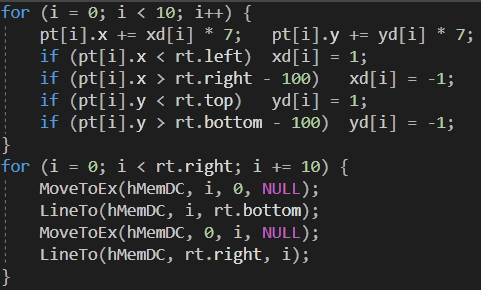 for (i = 0; i < 10; i++) {
    pt[i].x += xd[i] * 7;   pt[i].y += yd[i] * 7;
    if (pt[i].x < rt.left)  xd[i] = 1;
    if (pt[i].x > rt.right - 100)   xd[i] = -1;
    if (pt[i].y < rt.top)   yd[i] = 1;
    if (pt[i].y > rt.bottom - 100)  yd[i] = -1;
}
for (i = 0; i < rt.right; i += 10) {
    MoveToEx(hMemDC, i, 0, NULL);
    LineTo(hMemDC, i, rt.bottom);
    MoveToEx(hMemDC, 0, i, NULL);
    LineTo(hMemDC, rt.right, i);
}